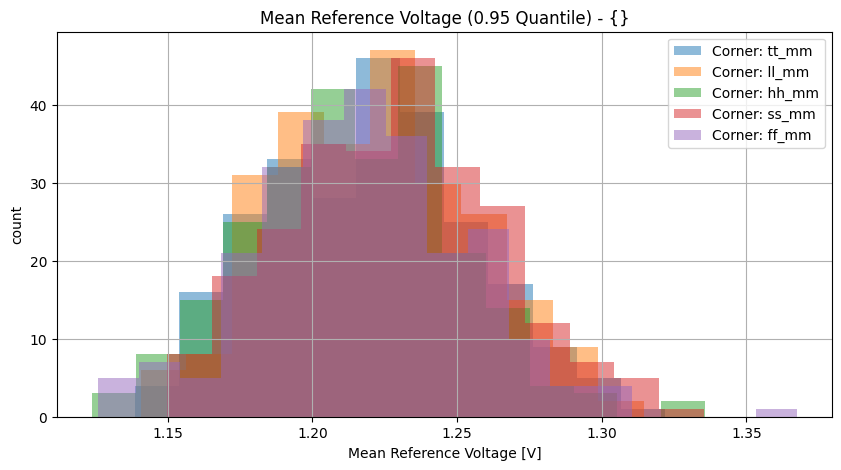 Mean Reference Voltage (0.95 Quantile) - {}
Corner: tt_mm
Corner: ll_mm
Corner: hh_mm
Corner: ss_mm
Corner: ff_mm
count
40
30
20
10
0
1.15 1.20 1.25 1.30 1.35
Mean Reference Voltage [V]